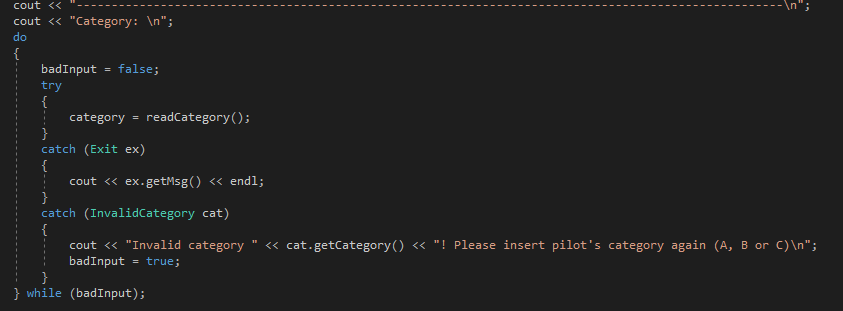 cout << "----------------------------------------------------------------------------------------------------\n";
cout << "Category: \n";
do
{
    badInput = false;
    try
    {
        category = readCategory();
    }
    catch (Exit ex)
    {
        cout << ex.getMsg() << endl;
    }
    catch (InvalidCategory cat)
    {
        cout << "Invalid category " << cat.getCategory() << "! Please insert pilot's category again (A, B or C)\n";
        badInput = true;
    }
} while (badInput);